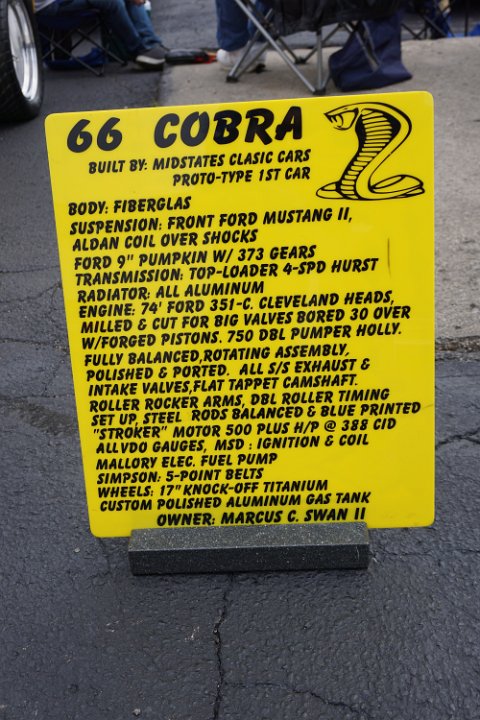 66 COBRA
BUILT BY: MIDSTATES CLASIC CARS
PROTO-TYPE 1ST CAR
BODY: FIBERGLAS
SUSPENSION: FRONT FORD MUSTANG II,
ALDAN COIL OVER SHOCKS
FORD 9" PUMPKIN W/ 373 GEARS
TRANSMISSION: TOP-LOADER 4-SPD HURST
RADIATOR: ALL ALUMINUM
ENGINE: 74' FORD 351-C. CLEVELAND HEADS,
MILLED & CUT FOR BIG VALVES BORED 30 OVER
W/FORGED PISTONS. 750 DBL PUMPER HOLLY.
FULLY BALANCED,ROTATING ASSEMBLY,
POLISHED & PORTED. ALL S/S EXHAUST &
INTAKE VALVES,FLAT TAPPET CAMSHAFT.
ROLLER ROCKER ARMS, DBL ROLLER TIMING
SET UP, STEEL RODS BALANCED & BLUE PRINTED
"STROKER" MOTOR 500 PLUS H/P @ 388 CID
ALLVDO GAUGES, MSD : IGNITION & COIL
MALLORY ELEC. FUEL PUMP
SIMPSON: 5-POINT BELTS
WHEELS: 17" KNOCK-OFF TITANIUM
CUSTOM POLISHED ALUMINUM GAS TANK
OWNER: MARCUS C. SWAN II